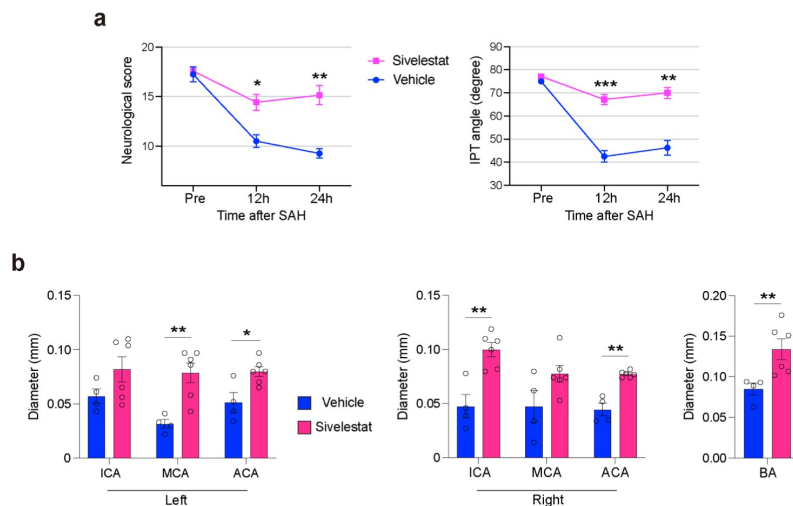 a
20
15
10
Neurological score
*
**
Pre
12h
24h
Time after SAH
Sivelestat
Vehicle
90
80
70
60
50
40
30
IPT angle (degree)
***
**
Pre
12h
24h
Time after SAH
b
0.15
0.10
0.05
0
Diameter (mm)
**
*
ICA
MCA
ACA
Left
Vehicle
Sivelestat
0.15
0.10
0.05
0
Diameter (mm)
**
**
ICA
MCA
ACA
Right
0.20
0.15
0.10
0.05
0.00
Diameter (mm)
**
BA